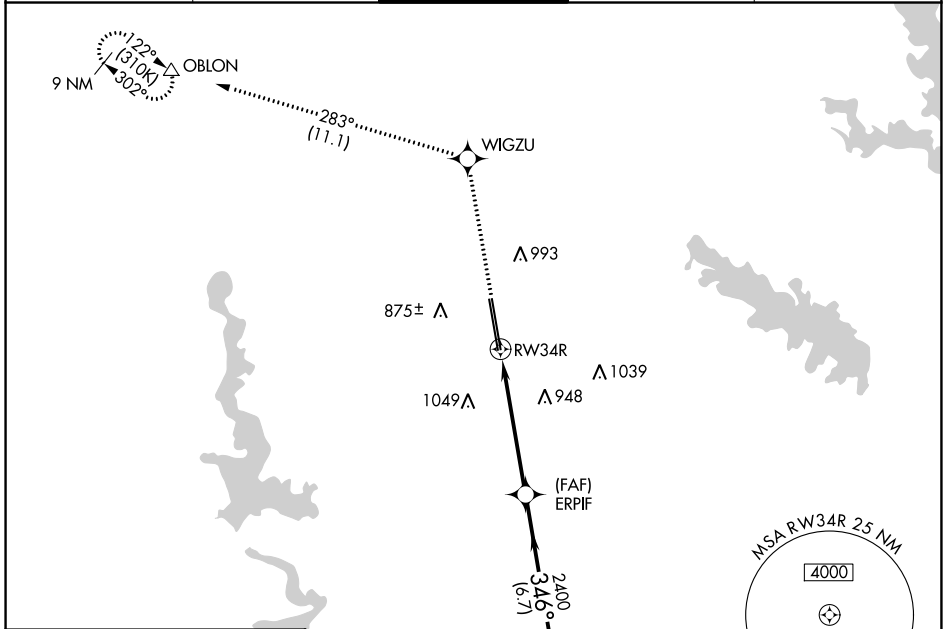 122°
(310K)
302°
9 NM
OBLON
283°
(11.1)
WIGZU
993
875±
RW34R
1039
1049
948
(FAF)
ERPIF
2400
346°
(6.7)
MSA RW34R 25 NM
4000